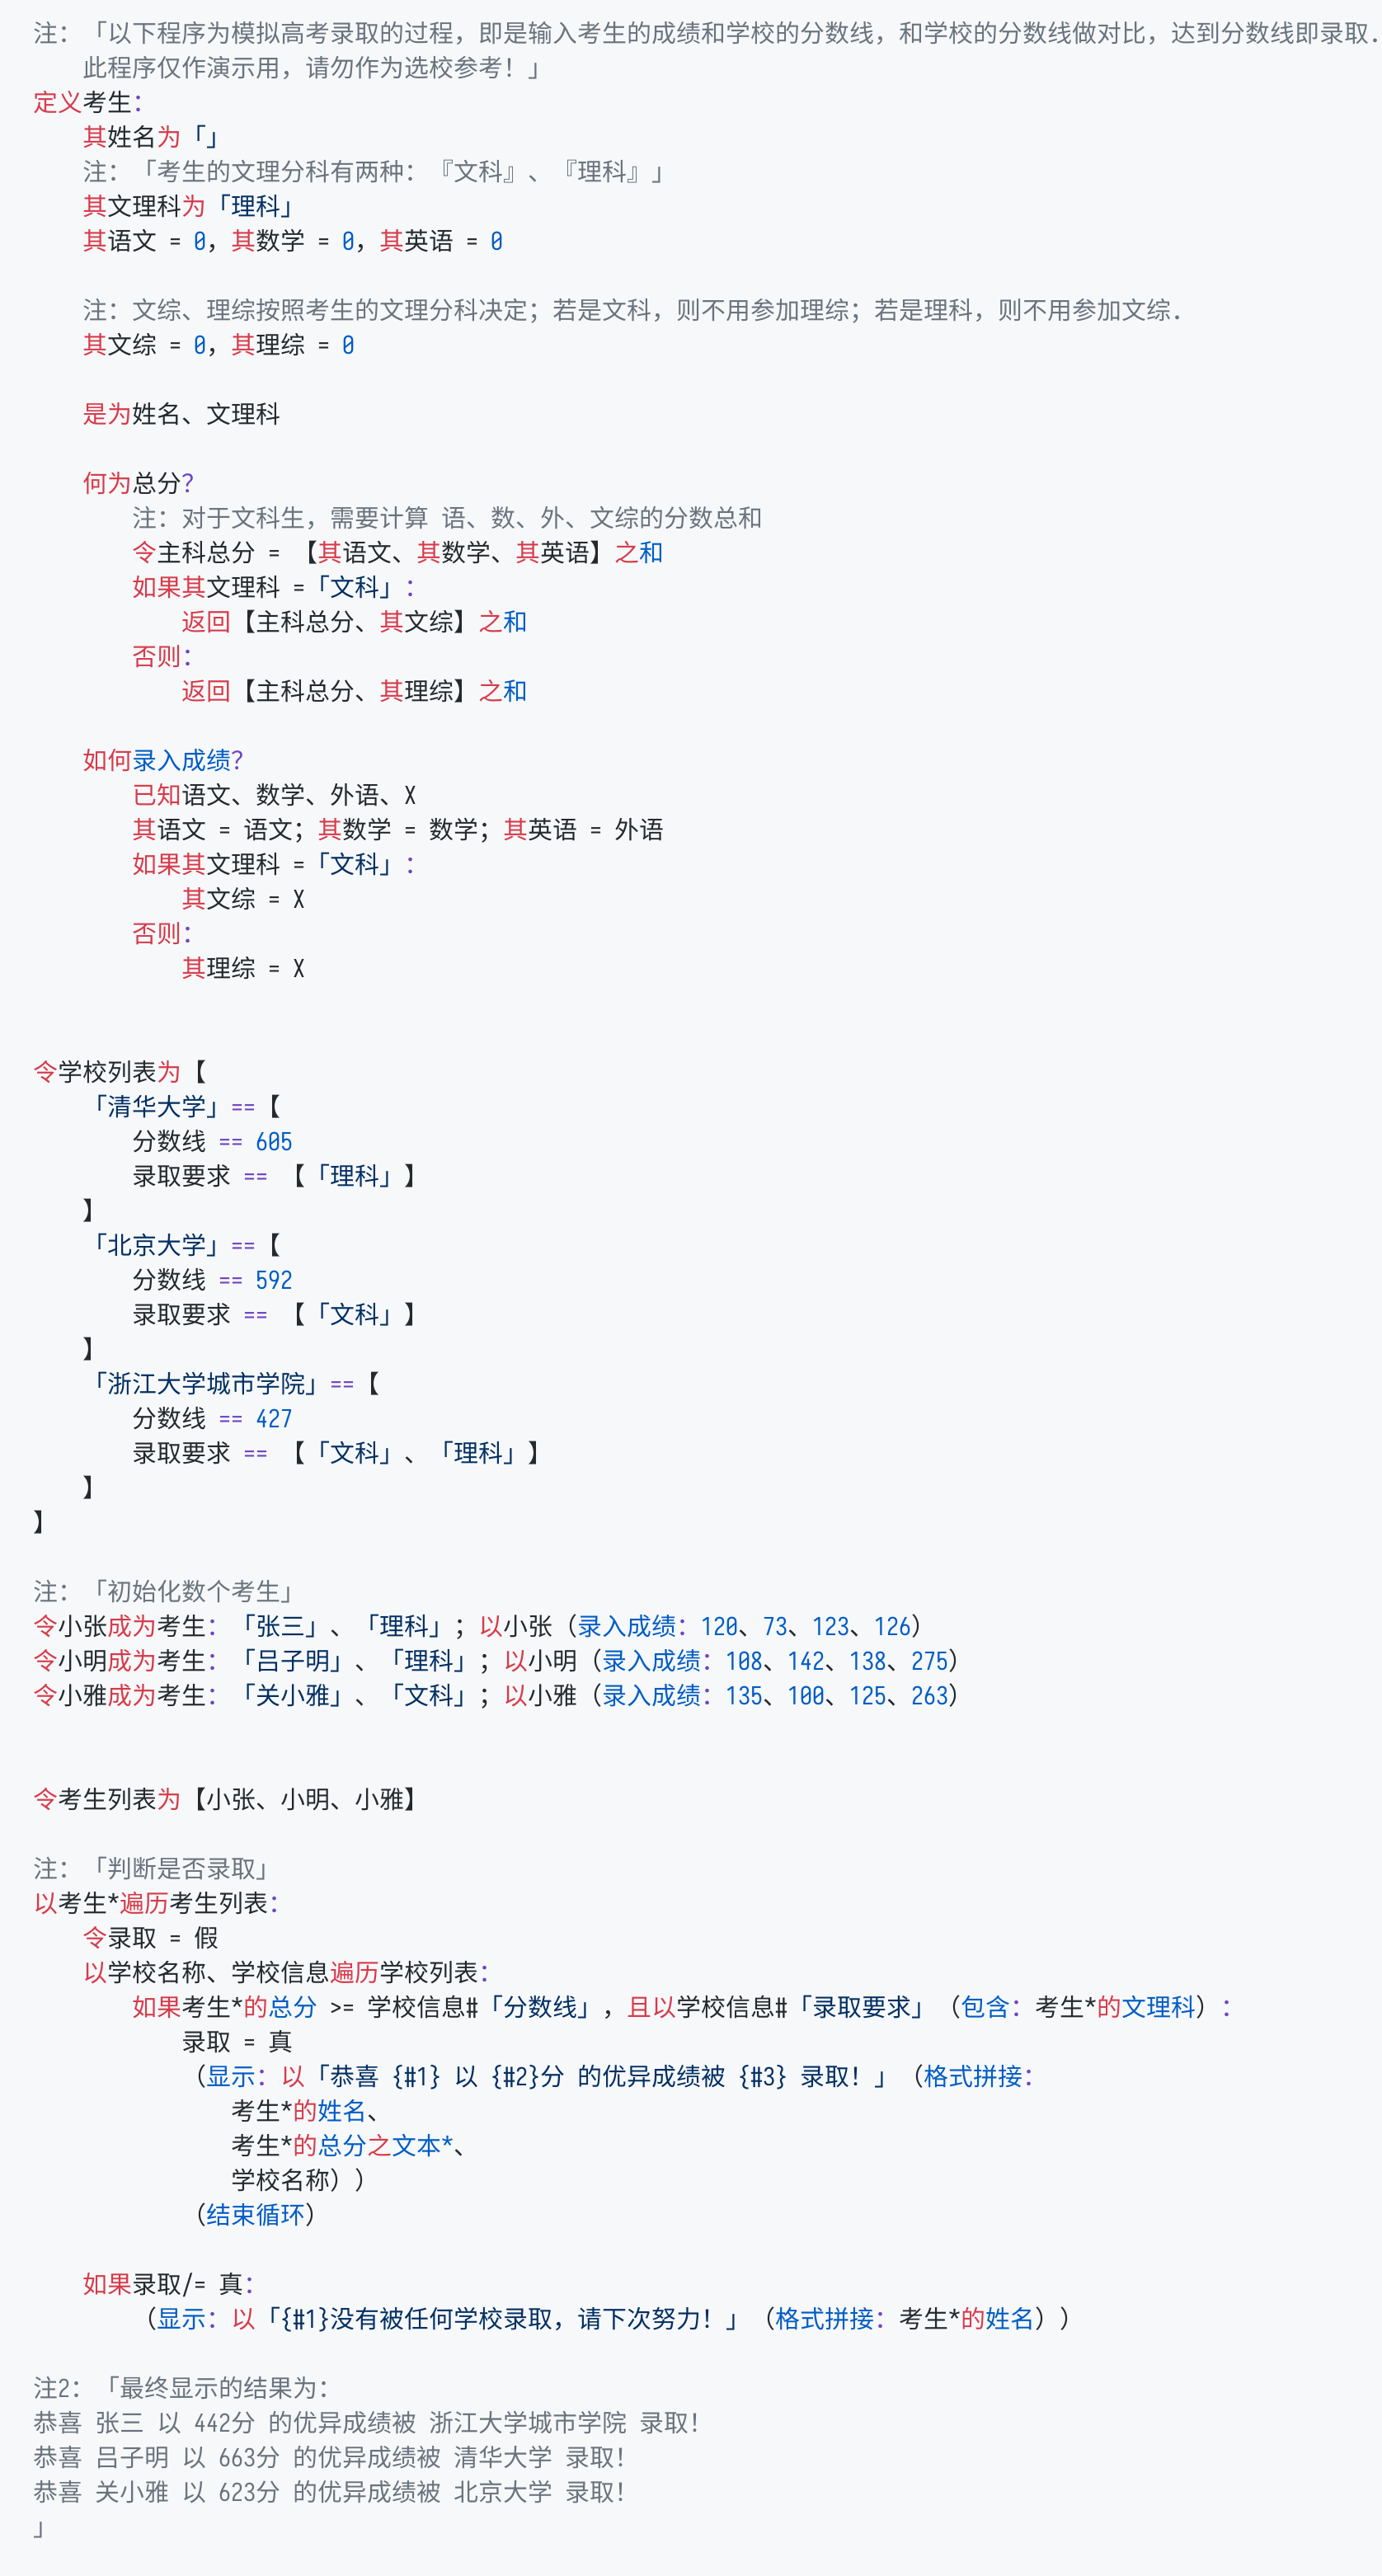 注：「以下程序为模拟高考录取的过程，即是输入考生的成绩和学校的分数线，和学校的分数线做对比，达到分数线即录取．
    此程序仅作演示用，请勿作为选校参考！」
定义考生：
    其姓名为「」
    注：「考生的文理分科有两种：『文科』、『理科』」
    其文理科为「理科」
    其语文 = 0，其数学 = 0，其英语 = 0
    注：文综、理综按照考生的文理分科决定；若是文科，则不用参加理综；若是理科，则不用参加文综．
    其文综 = 0，其理综 = 0
    是为姓名、文理科
    何为总分？
        注：对于文科生，需要计算 语、数、外、文综的分数总和
        令主科总分 = 【其语文、其数学、其英语】之和
        如果其文理科 =「文科」：
            返回【主科总分、其文综】之和
        否则：
            返回【主科总分、其理综】之和
    如何录入成绩？
        已知语文、数学、外语、X
        其语文 = 语文；其数学 = 数学；其英语 = 外语
        如果其文理科 =「文科」：
            其文综 = X
        否则：
            其理综 = X
令学校列表为【
    「清华大学」==【
        分数线 == 605
        录取要求 == 【「理科」】
    】
    「北京大学」==【
        分数线 == 592
        录取要求 == 【「文科」】
    】
    「浙江大学城市学院」==【
        分数线 == 427
        录取要求 == 【「文科」、「理科」】
    】
】
注：「初始化数个考生」
令小张成为考生：「张三」、「理科」；以小张（录入成绩：120、73、123、126）
令小明成为考生：「吕子明」、「理科」；以小明（录入成绩：108、142、138、275）
令小雅成为考生：「关小雅」、「文科」；以小雅（录入成绩：135、100、125、263）
令考生列表为【小张、小明、小雅】
注：「判断是否录取」
以考生*遍历考生列表：
    令录取 = 假
    以学校名称、学校信息遍历学校列表：
        如果考生*的总分 >= 学校信息#「分数线」，且以学校信息#「录取要求」（包含：考生*的文理科）：
            录取 = 真
            （显示：以「恭喜 {#1} 以 {#2}分 的优异成绩被 {#3} 录取！」（格式拼接：
                考生*的姓名、
                考生*的总分之文本*、
                学校名称））
            （结束循环）
    如果录取/= 真：
        （显示：以「{#1}没有被任何学校录取，请下次努力！」（格式拼接：考生*的姓名））
注2：「最终显示的结果为：
恭喜 张三 以 442分 的优异成绩被 浙江大学城市学院 录取！
恭喜 吕子明 以 663分 的优异成绩被 清华大学 录取！
恭喜 关小雅 以 623分 的优异成绩被 北京大学 录取！
」